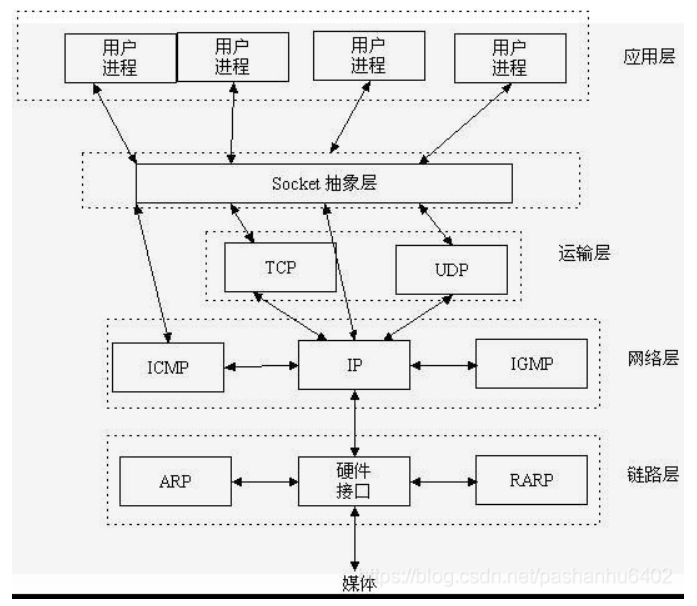 用户
进程
用户
进程
用户
进程
用户
进程
应用层
Socket 抽象层
运输层
TCP
UDP
ICMP
IP
IGMP
网络层
ARP
硬件
接口
RARP
链路层
媒体
https://blog.csdn.net/pashanhu6402